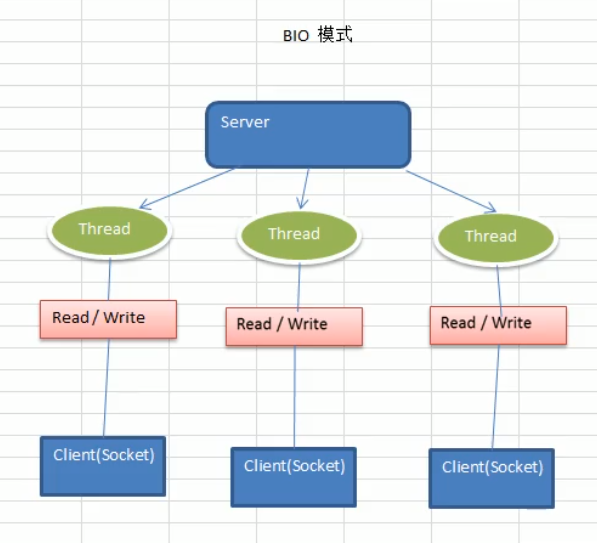 BIO 模式
Server
Thread
Thread
Thread
Read / Write
Read / Write
Read / Write
Client(Socket)
Client(Socket)
Client(Socket)